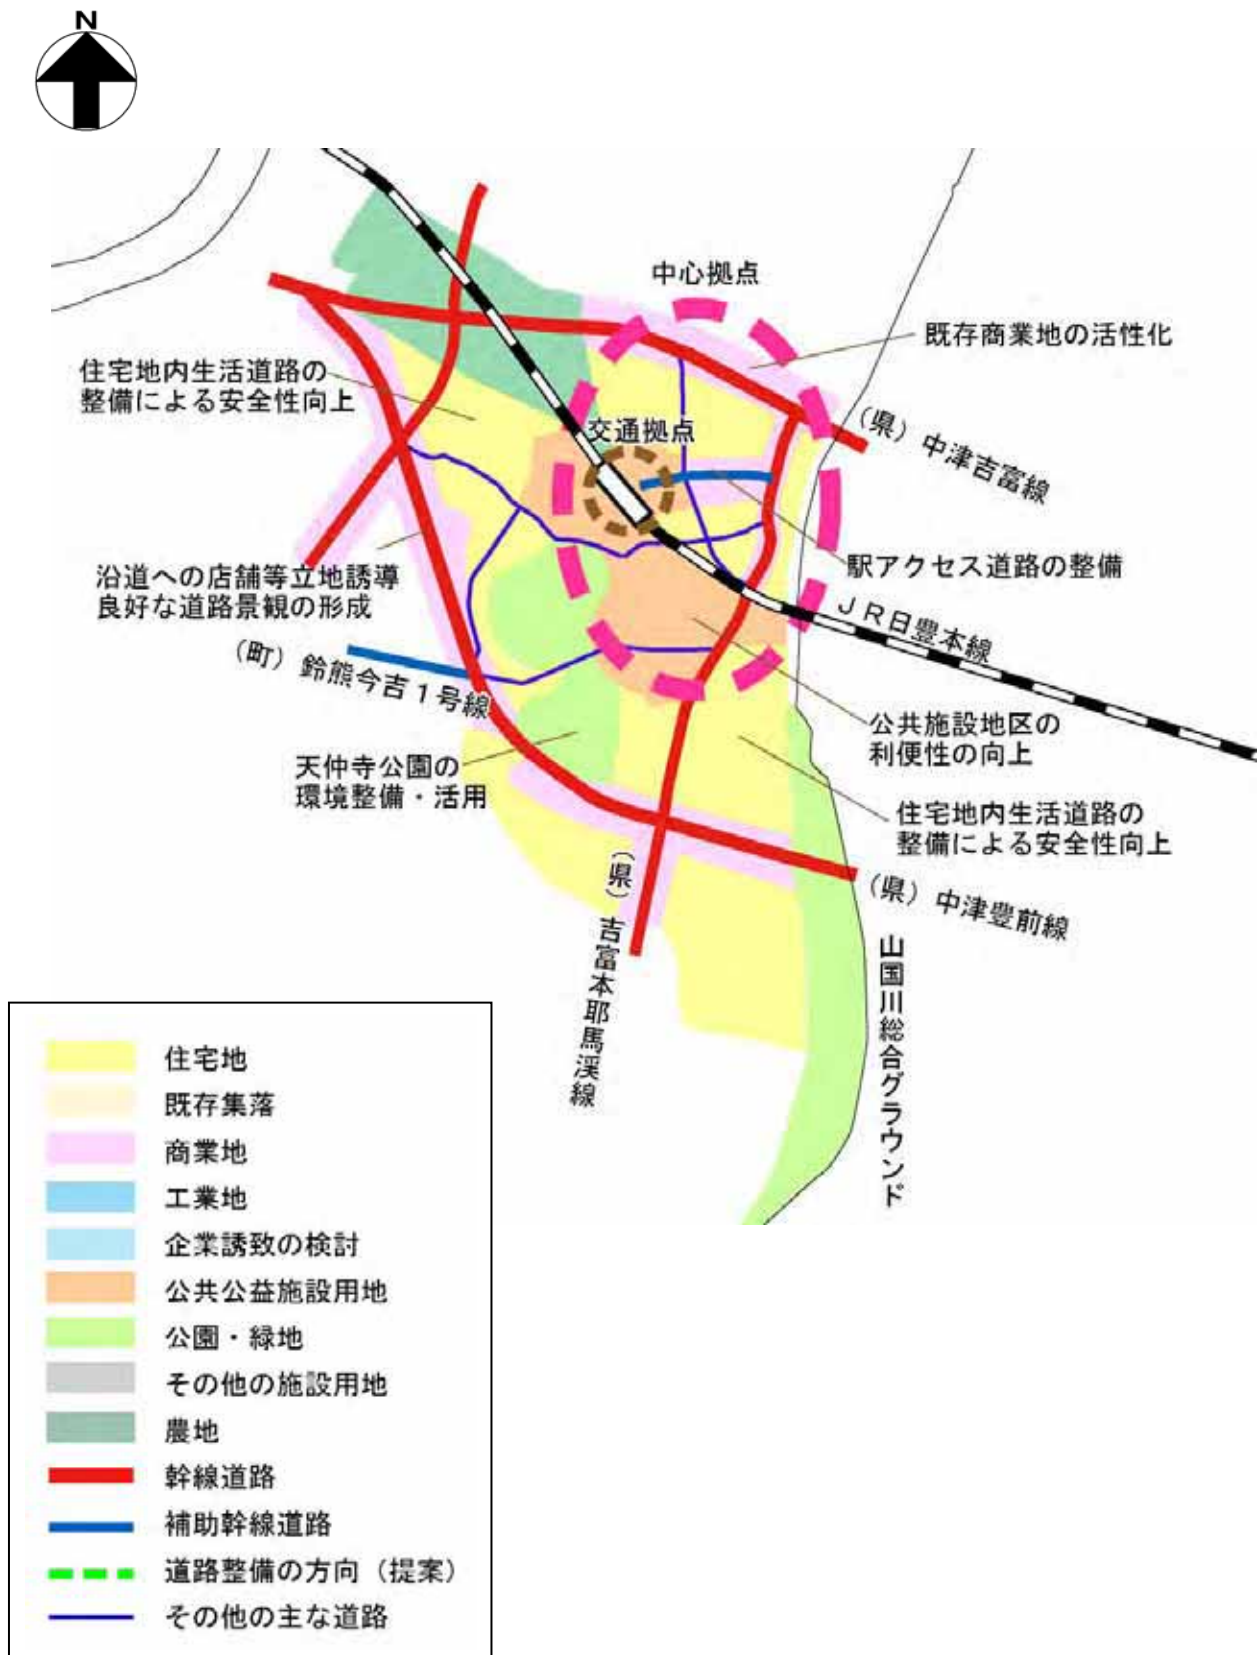 N
中心拠点
既存商業地の活性化
住宅地内生活道路の
整備による安全性向上
交通拠点
(県) 中津吉富線
駅アクセス道路の整備
沿道への店舗等立地誘導
良好な道路景観の形成
JR日豊本線
(町) 鈴熊今吉1号線
公共施設地区の
利便性の向上
天仲寺公園の
環境整備・活用
住宅地内生活道路の
整備による安全性向上
(県) 中津豊前線
(県) 吉富本耶馬渓線
山国川総合グラウンド
住宅地
既存集落
商業地
工業地
企業誘致の検討
公共公益施設用地
公園・緑地
その他の施設用地
農地
幹線道路
補助幹線道路
道路整備の方向(提案)
その他の主な道路